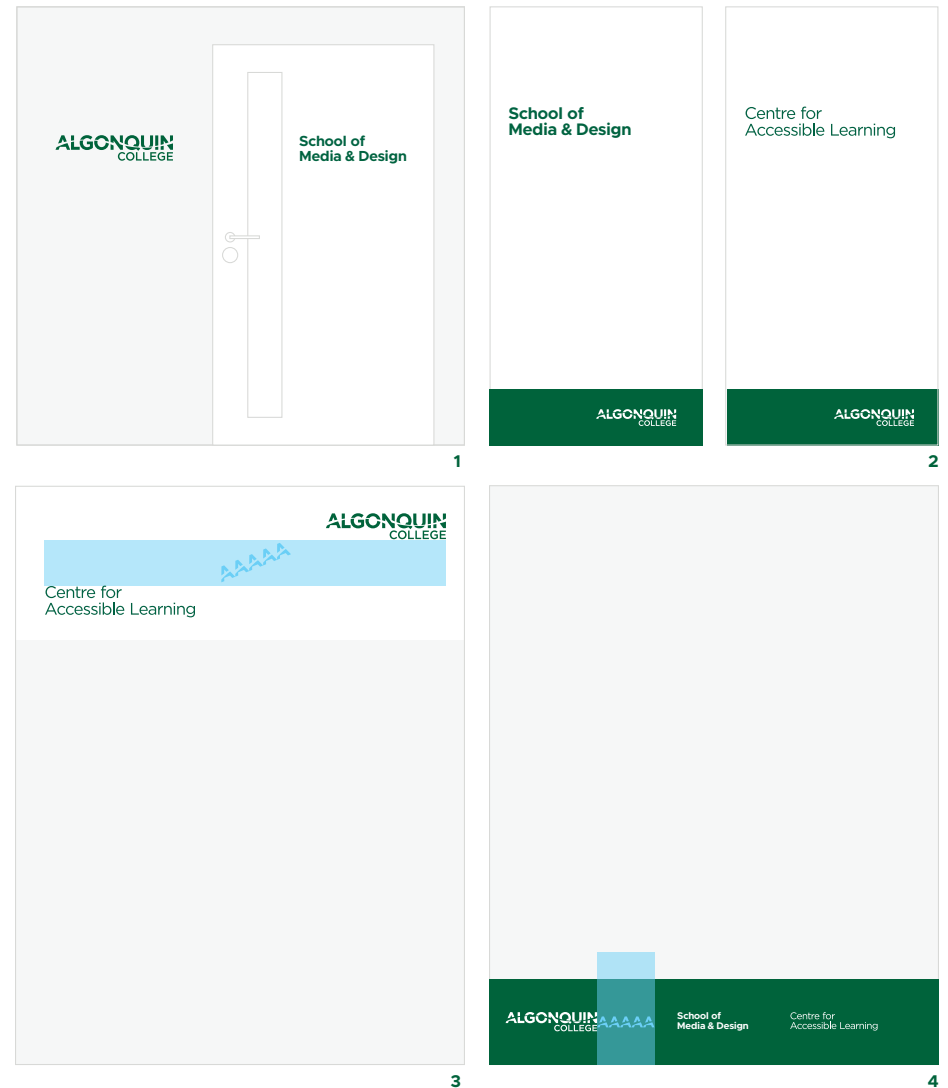 ALGONQUIN
COLLEGE
School of
Media & Design
1
School of
Media & Design
ALGONQUIN
COLLEGE
Centre for
Accessible Learning
ALGONQUIN
COLLEGE
2
ALGONQUIN
COLLEGE
AAAAA
Centre for
Accessible Learning
3
ALGONQUIN
COLLEGE
AAAAA
School of
Media & Design
Centre for
Accessible Learning
4